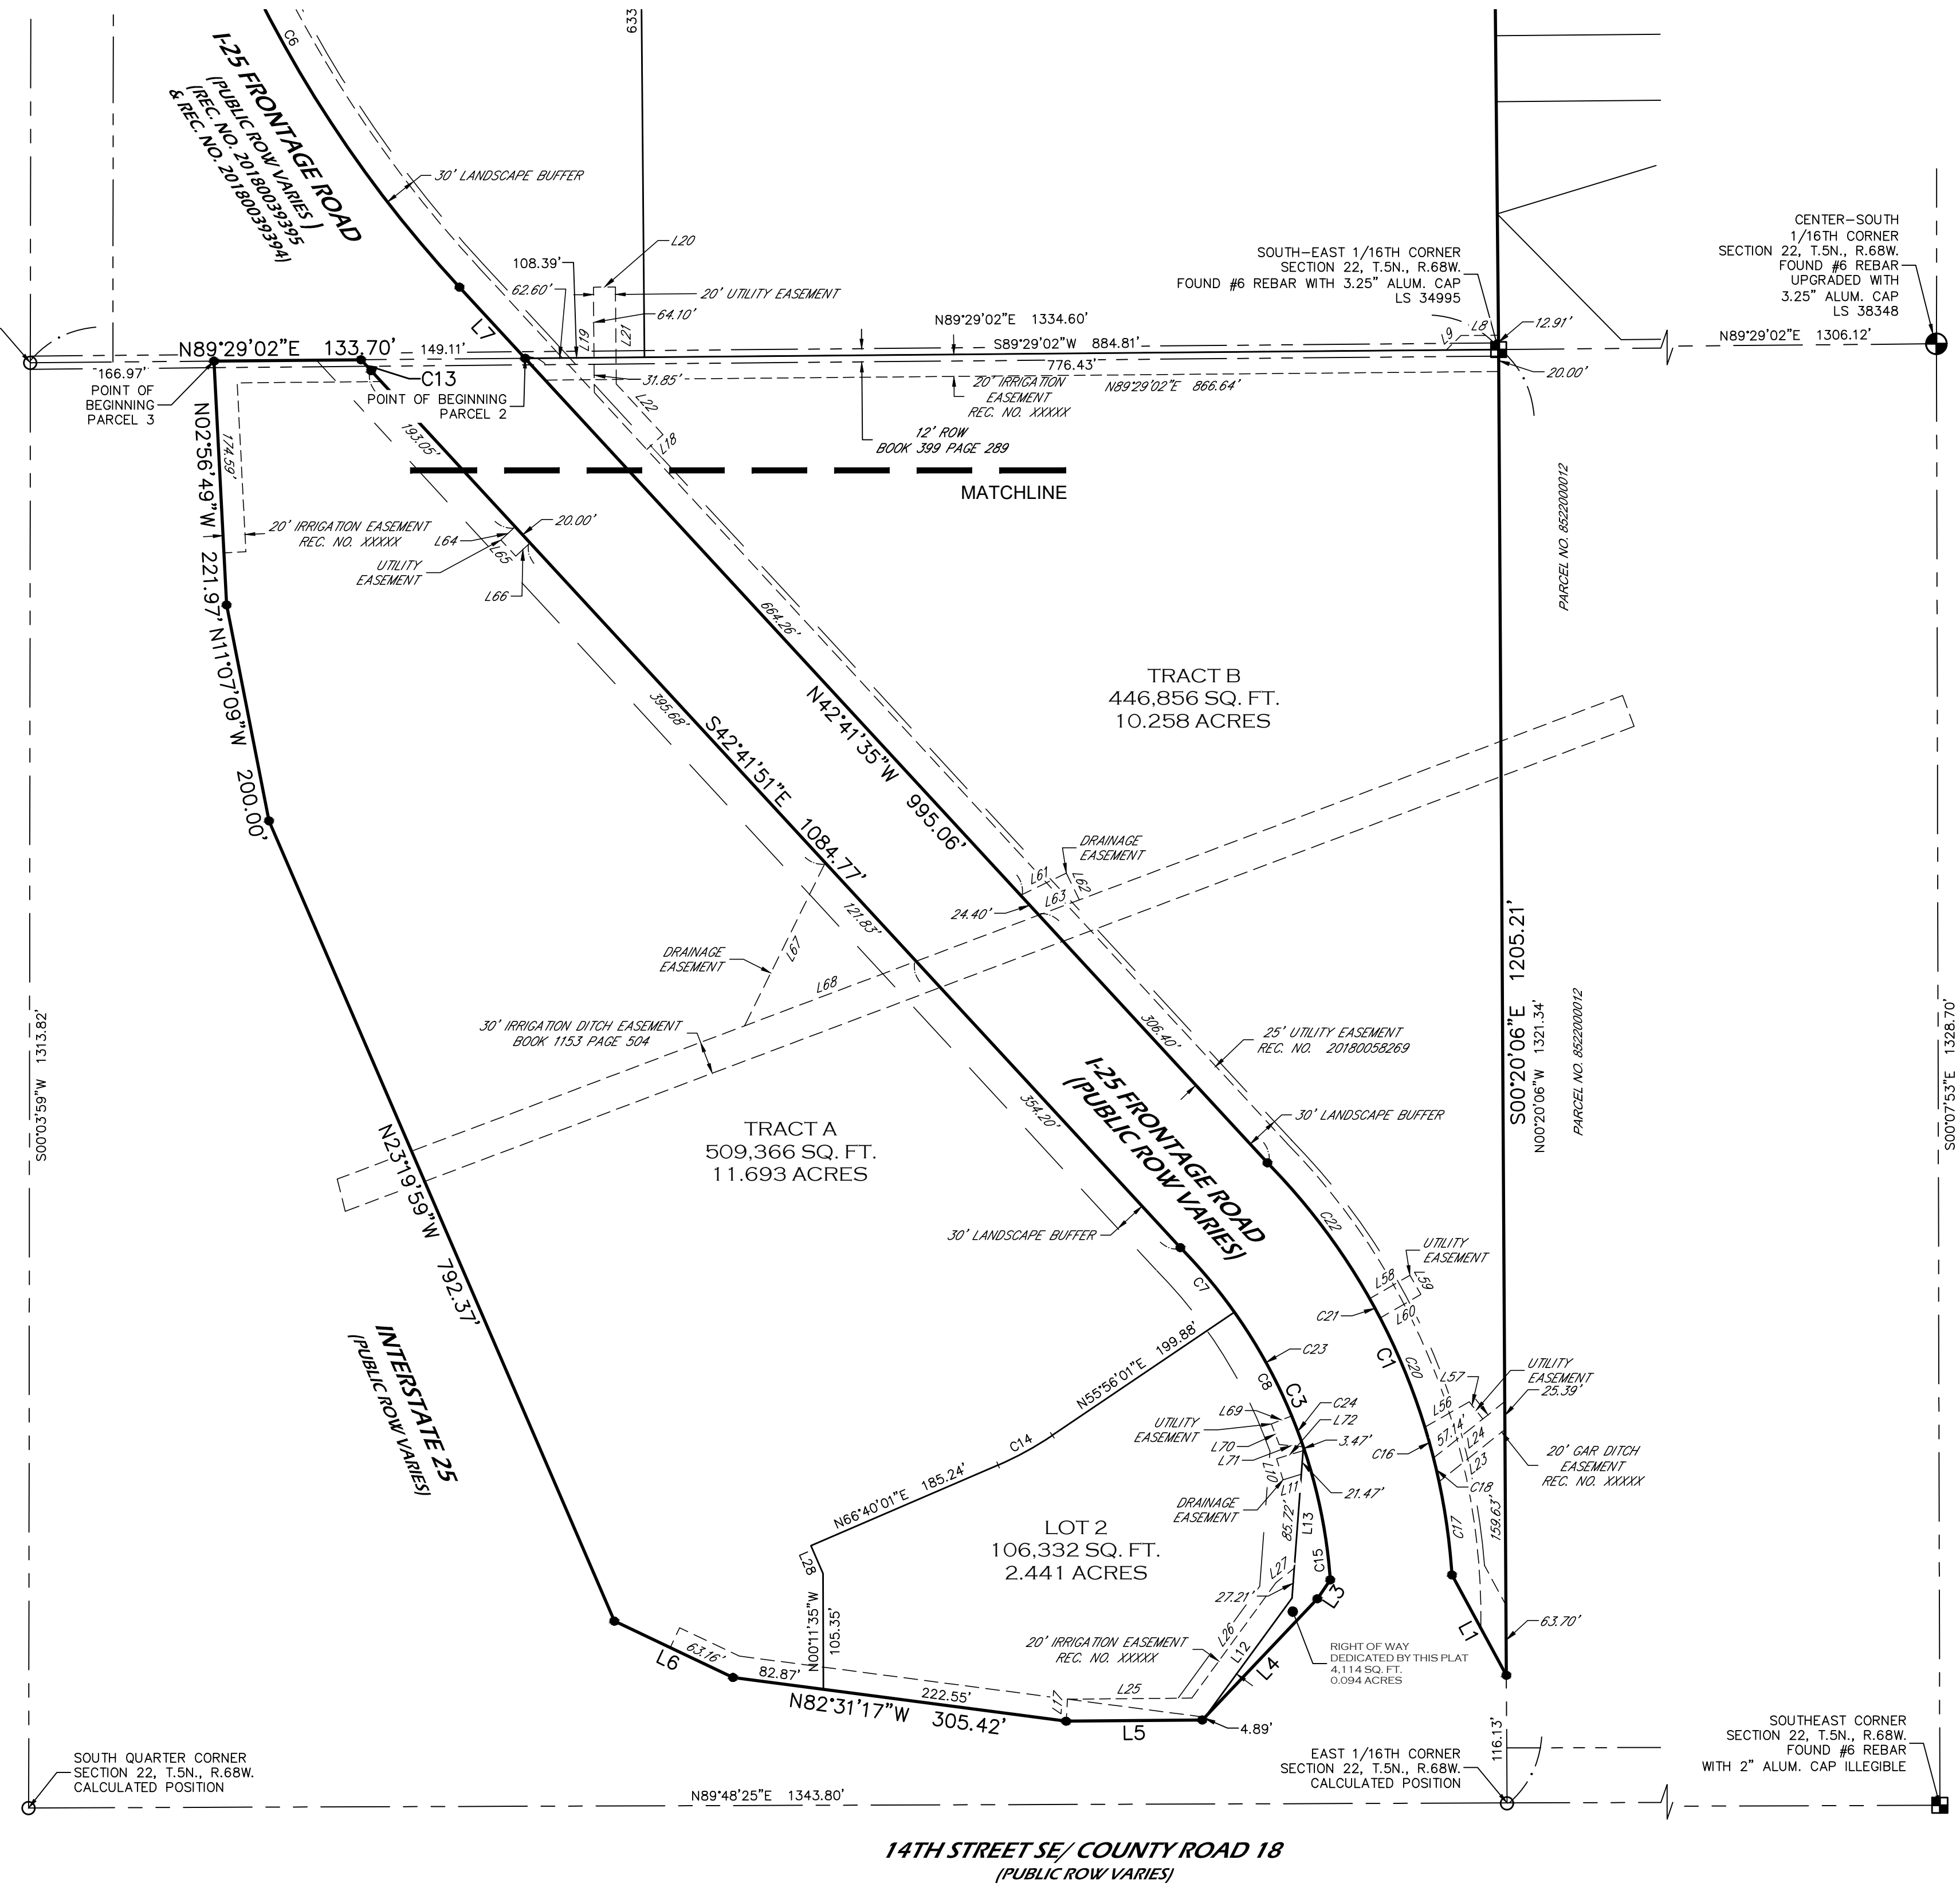 C6
633
I-25 FRONTAGE ROAD
(PUBLIC ROW VARIES )
(REC. NO. 20180039395
& REC. NO. 20180039394)
30' LANDSCAPE BUFFER
L20
108.39'
62.60'
20' UTILITY EASEMENT
64.10'
L19
L21
L7
SOUTH-EAST 1/16TH CORNER
SECTION 22, T.5N., R.68W.
FOUND #6 REBAR WITH 3.25" ALUM. CAP
LS 34995
CENTER-SOUTH
1/16TH CORNER
SECTION 22, T.5N., R.68W.
FOUND #6 REBAR
UPGRADED WITH
3.25" ALUM. CAP
LS 38348
N89°29'02"E 1334.60'
L9
L8
12.91'
N89°29'02"E 1306.12'
N89°29'02"E 133.70'
149.11'
S89°29'02"W 884.81'
776.43'
166.97'
POINT OF
BEGINNING
PARCEL 3
C13
POINT OF BEGINNING
PARCEL 2
31.85'
L22
L18
20' IRRIGATION
EASEMENT
REC. NO. XXXXX
N89°29'02"E 866.64'
20.00'
12' ROW
BOOK 399 PAGE 289
N02°56'49"W 221.97'
174.59'
193.05'
MATCHLINE
20' IRRIGATION EASEMENT
REC. NO. XXXXX
L64
L65
20.00'
UTILITY
EASEMENT
L66
PARCEL NO. 8522000012
664.26'
N11°07'09"W 200.00'
395.68'
S42°41'51"E 1084.77'
N42°41'35"W 995.06'
TRACT B
446,856 SQ. FT.
10.258 ACRES
DRAINAGE
EASEMENT
L61
L62
L63
24.40'
121.83'
DRAINAGE
EASEMENT
L67
L68
S00°20'06"E 1205.21'
N00°20'06"W 1321.34'
PARCEL NO. 8522000012
S00°03'59"W 1313.82'
S00°07'53"E 1328.70'
30' IRRIGATION DITCH EASEMENT
BOOK 1153 PAGE 504
306.40'
25' UTILITY EASEMENT
REC. NO. 20180058269
I-25 FRONTAGE ROAD
(PUBLIC ROW VARIES)
354.20'
30' LANDSCAPE BUFFER
TRACT A
509,366 SQ. FT.
11.693 ACRES
N23°19'59"W 792.37'
30' LANDSCAPE BUFFER
C22
C7
UTILITY
EASEMENT
L58
L59
L60
C21
INTERSTATE 25
(PUBLIC ROW VARIES)
N55°56'01"E 199.88'
C23
C8
C3
C1
C20
L57
UTILITY
EASEMENT
25.39'
L56
57.14'
L24
L23
C16
C18
20' GAR DITCH
EASEMENT
REC. NO. XXXXX
L69
C24
L72
UTILITY
EASEMENT
L70
L71
3.47'
L10
L11
21.47'
C14
N66°40'01"E 185.24'
DRAINAGE
EASEMENT
85.72'
L13
C15
C17
159.63'
LOT 2
106,332 SQ. FT.
2.441 ACRES
L28
L27
27.21'
L3
N00°11'35"W
105.35'
L26
L12
L4
L1
63.70'
20' IRRIGATION EASEMENT
REC. NO. XXXXX
RIGHT OF WAY
DEDICATED BY THIS PLAT
4,114 SQ. FT.
0.094 ACRES
63.16'
L6
82.87'
222.55'
N82°31'17"W 305.42'
L17
L25
L5
4.89'
116.13'
SOUTH QUARTER CORNER
SECTION 22, T.5N., R.68W.
CALCULATED POSITION
EAST 1/16TH CORNER
SECTION 22, T.5N., R.68W.
CALCULATED POSITION
SOUTHEAST CORNER
SECTION 22, T.5N., R.68W.
FOUND #6 REBAR
WITH 2" ALUM. CAP ILLEGIBLE
N89°48'25"E 1343.80'
14TH STREET SE/ COUNTY ROAD 18
(PUBLIC ROW VARIES)